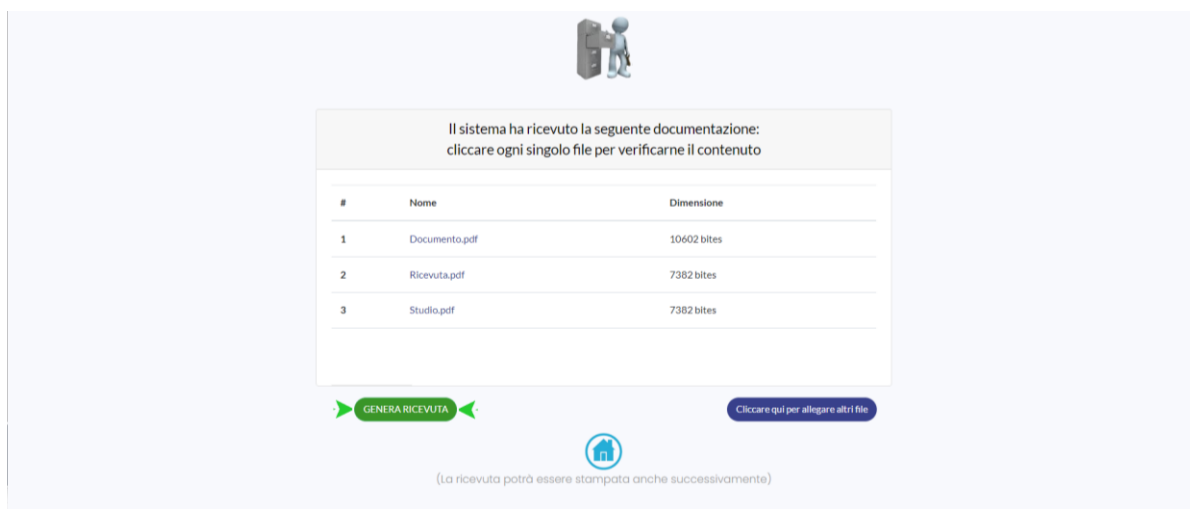 Il sistema ha ricevuto la seguente documentazione:
cliccare ogni singolo file per verificarne il contenuto
# Nome Dimensione
1 Documento.pdf 10602 bites
2 Ricevuta.pdf 7382 bites
3 Studio.pdf 7382 bites
GENERA RICEVUTA Cliccare qui per allegare altri file
(La ricevuta potrà essere stampata anche successivamente)